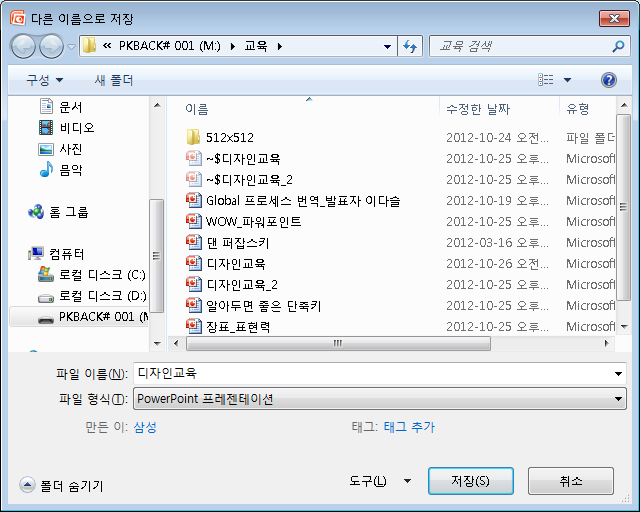 다른 이름으로 저장
« PKBACK# 001 (M:) ▸ 교육 ▸
교육 검색
구성 새 폴더
문서
비디오
사진
음악
홈 그룹
컴퓨터
로컬 디스크 (C:)
로컬 디스크 (D:)
PKBACK# 001 (M
이름 수정한 날짜 유형
512x512 2012-10-24 오전... 파일 폴더
~$디자인교육 2012-10-25 오후... Microsoft
~$디자인교육_2 2012-10-25 오후... Microsoft
Global 프로세스 번역_발표자 이다슬 2012-10-19 오후... Microsoft
WOW_파워포인트 2012-10-25 오후... Microsoft
댄 퍼잡스키 2012-03-16 오후... Microsoft
디자인교육 2012-10-26 오전... Microsoft
디자인교육_2 2012-10-25 오후... Microsoft
알아두면 좋은 단축키 2012-10-25 오후... Microsoft
장표_표현력 2012-10-25 오후... Microsoft
파일 이름(N): 디자인교육
파일 형식(T): PowerPoint 프레젠테이션
만든 이: 삼성 태그: 태그 추가
폴더 숨기기 도구(L) 저장(S) 취소